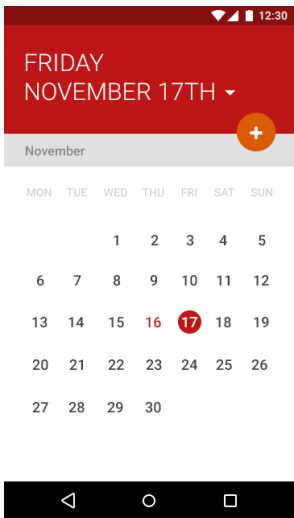 12:30
FRIDAY
NOVEMBER 17TH
November
MON TUE WED THU FRI SAT SUN
1 2 3 4 5
6 7 8 9 10 11 12
13 14 15 16 17 18 19
20 21 22 23 24 25 26
27 28 29 30